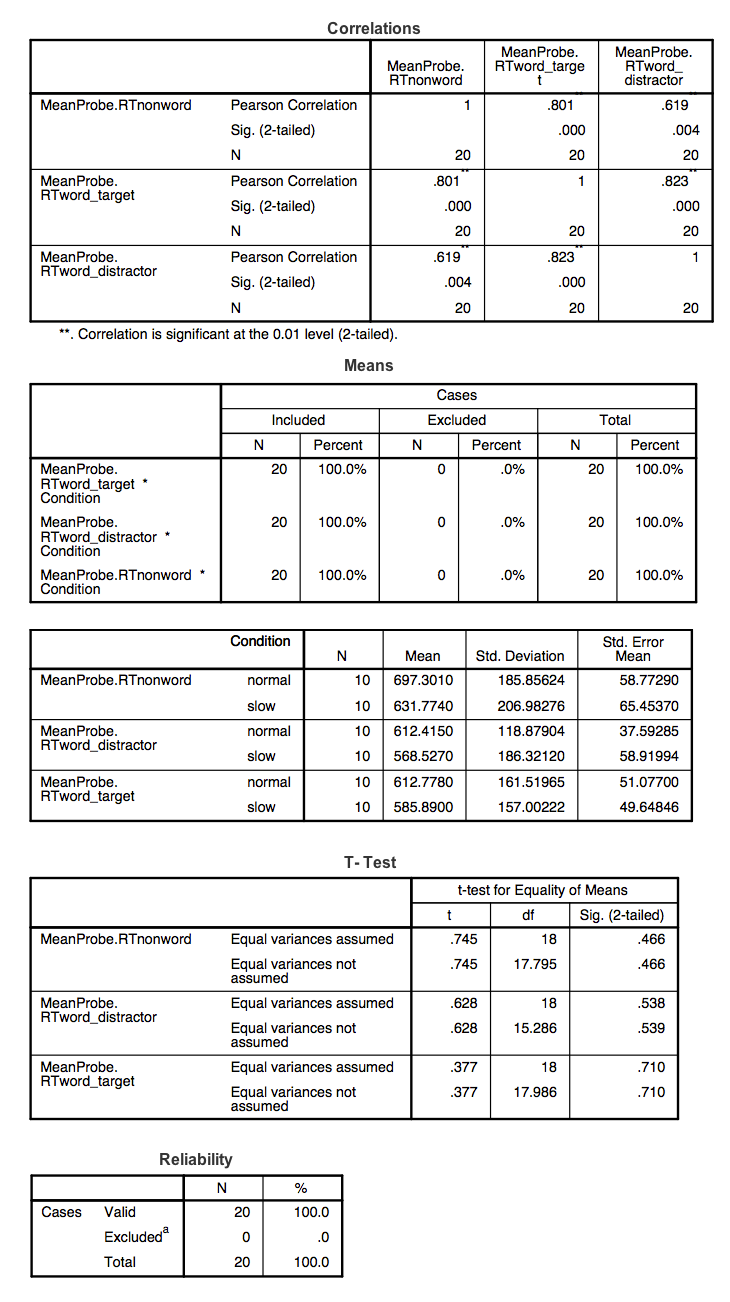 Correlations
MeanProbe. RTnonword
MeanProbe. RTword_targe t
MeanProbe. RTword_ distractor
MeanProbe.RTnonword Pearson Correlation 1 .801 .619
Sig. (2-tailed) .000 .004
N 20 20 20
MeanProbe. RTword_target Pearson Correlation .801** 1 .823**
Sig. (2-tailed) .000 .000
N 20 20 20
MeanProbe. RTword_distractor Pearson Correlation .619** .823** 1
Sig. (2-tailed) .004 .000
N 20 20 20
**. Correlation is significant at the 0.01 level (2-tailed).
Means
Cases
Included Excluded Total
N Percent N Percent N Percent
MeanProbe. RTword_target * Condition 20 100.0% 0 .0% 20 100.0%
MeanProbe. RTword_distractor * Condition 20 100.0% 0 .0% 20 100.0%
MeanProbe.RTnonword * Condition 20 100.0% 0 .0% 20 100.0%
Condition N Mean Std. Deviation Std. Error Mean
MeanProbe.RTnonword normal 10 697.3010 185.85624 58.77290
slow 10 631.7740 206.98276 65.45370
MeanProbe. RTword_distractor normal 10 612.4150 118.87904 37.59285
slow 10 568.5270 186.32120 58.91994
MeanProbe. RTword_target normal 10 612.7780 161.51965 51.07700
slow 10 585.8900 157.00222 49.64846
T- Test
t-test for Equality of Means
t df Sig. (2-tailed)
MeanProbe.RTnonword Equal variances assumed .745 18 .466
Equal variances not assumed .745 17.795 .466
MeanProbe. RTword_distractor Equal variances assumed .628 18 .538
Equal variances not assumed .628 15.286 .539
MeanProbe. RTword_target Equal variances assumed .377 18 .710
Equal variances not assumed .377 17.986 .710
Reliability
N %
Cases Valid 20 100.0
Excludeda 0 .0
Total 20 100.0